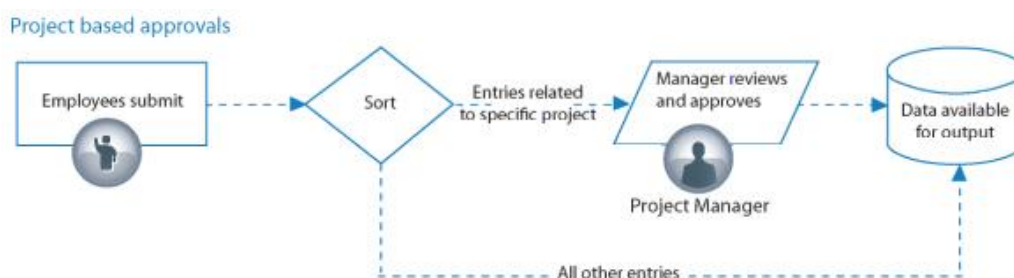 Project based approvals
Employees submit
Sort
Entries related
to specific project
Manager reviews
and approves
Project Manager
Data available
for output
All other entries